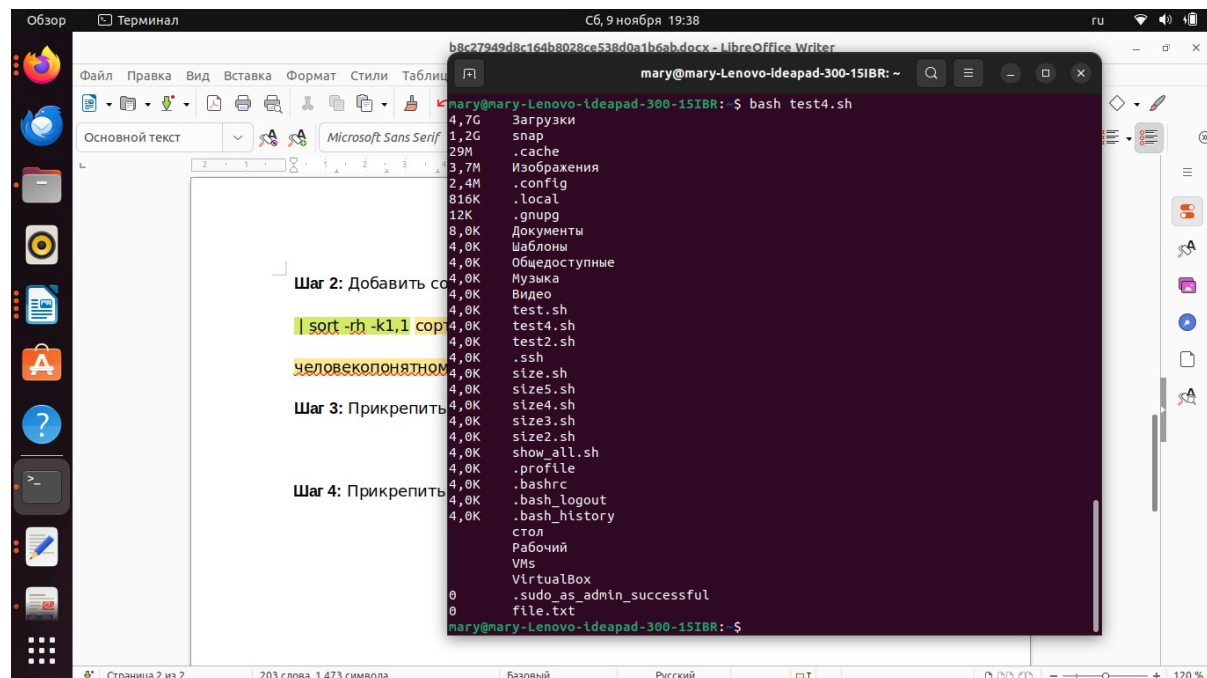 Обзор Терминал Сб, 9 ноября 19:38 ru
b8c27949d8c164b8028ce538d0a1b6ab.docx - LibreOffice Writer
Файл Правка Вид Вставка Формат Стили Таблиц
mary@mary-Lenovo-ideapad-300-15IBR: ~
Основной текст Microsoft Sans Serif
mary@mary-Lenovo-ideapad-300-15IBR:~$ bash test4.sh
4,7G Загрузки
1,2G snap
29M .cache
3,7M Изображения
2,4M .config
816K .local
12K .gnupg
8,0K Документы
4,0K Шаблоны
4,0K Общедоступные
4,0K Музыка
4,0K Видео
4,0K test.sh
4,0K test4.sh
4,0K test2.sh
4,0K .ssh
4,0K size.sh
4,0K size5.sh
4,0K size4.sh
4,0K size3.sh
4,0K size2.sh
4,0K show_all.sh
4,0K .profile
4,0K .bashrc
4,0K .bash_logout
4,0K .bash_history
стол
Рабочий
VMs
VirtualBox
0 .sudo_as_admin_successful
0 file.txt
mary@mary-Lenovo-ideapad-300-15IBR:~$
Шаг 2: Добавить со
| sort -rh -k1,1 сорт
человекопонятном
Шаг 3: Прикрепить
Шаг 4: Прикрепить
Страница 2 из 2 203 слова, 1 473 символа Базовый Русский 120 %